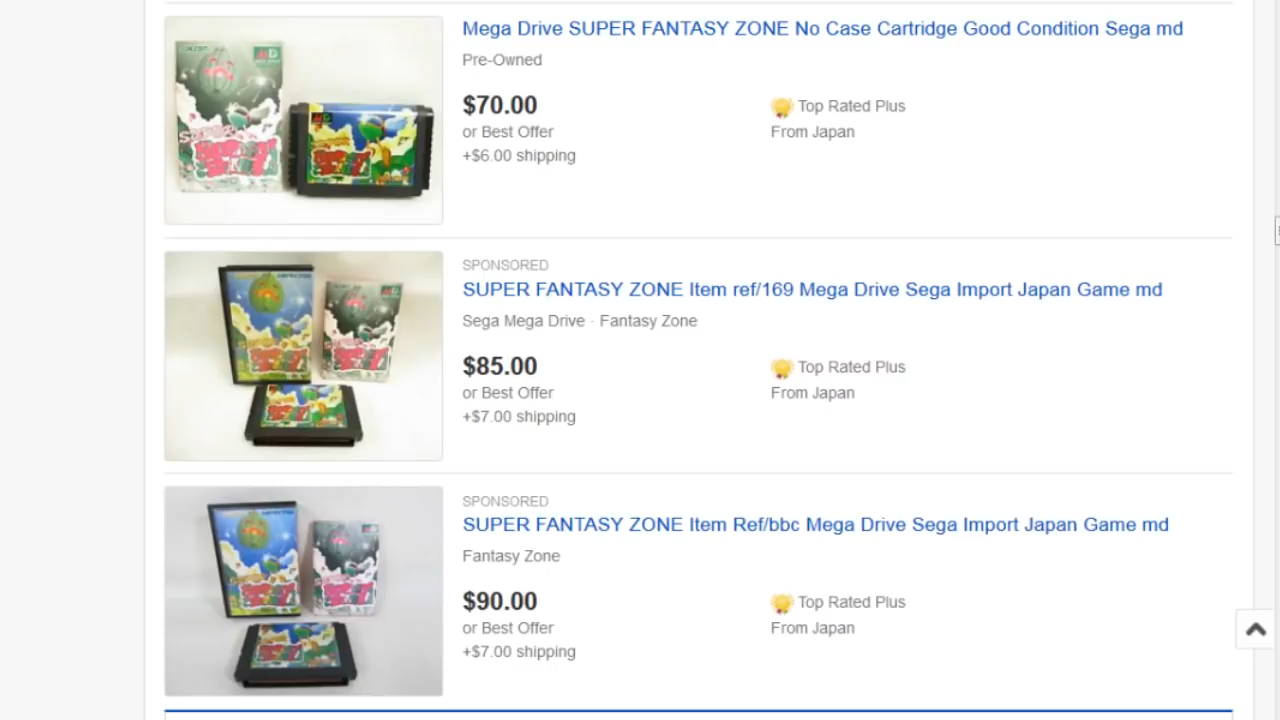 Mega Drive SUPER FANTASY ZONE No Case Cartridge Good Condition Sega md
Pre-Owned
$70.00
or Best Offer
+$6.00 shipping
Top Rated Plus
From Japan
SPONSORED
SUPER FANTASY ZONE Item ref/169 Mega Drive Sega Import Japan Game md
Sega Mega Drive · Fantasy Zone
$85.00
or Best Offer
+$7.00 shipping
Top Rated Plus
From Japan
SPONSORED
SUPER FANTASY ZONE Item Ref/bbc Mega Drive Sega Import Japan Game md
Fantasy Zone
$90.00
or Best Offer
+$7.00 shipping
Top Rated Plus
From Japan